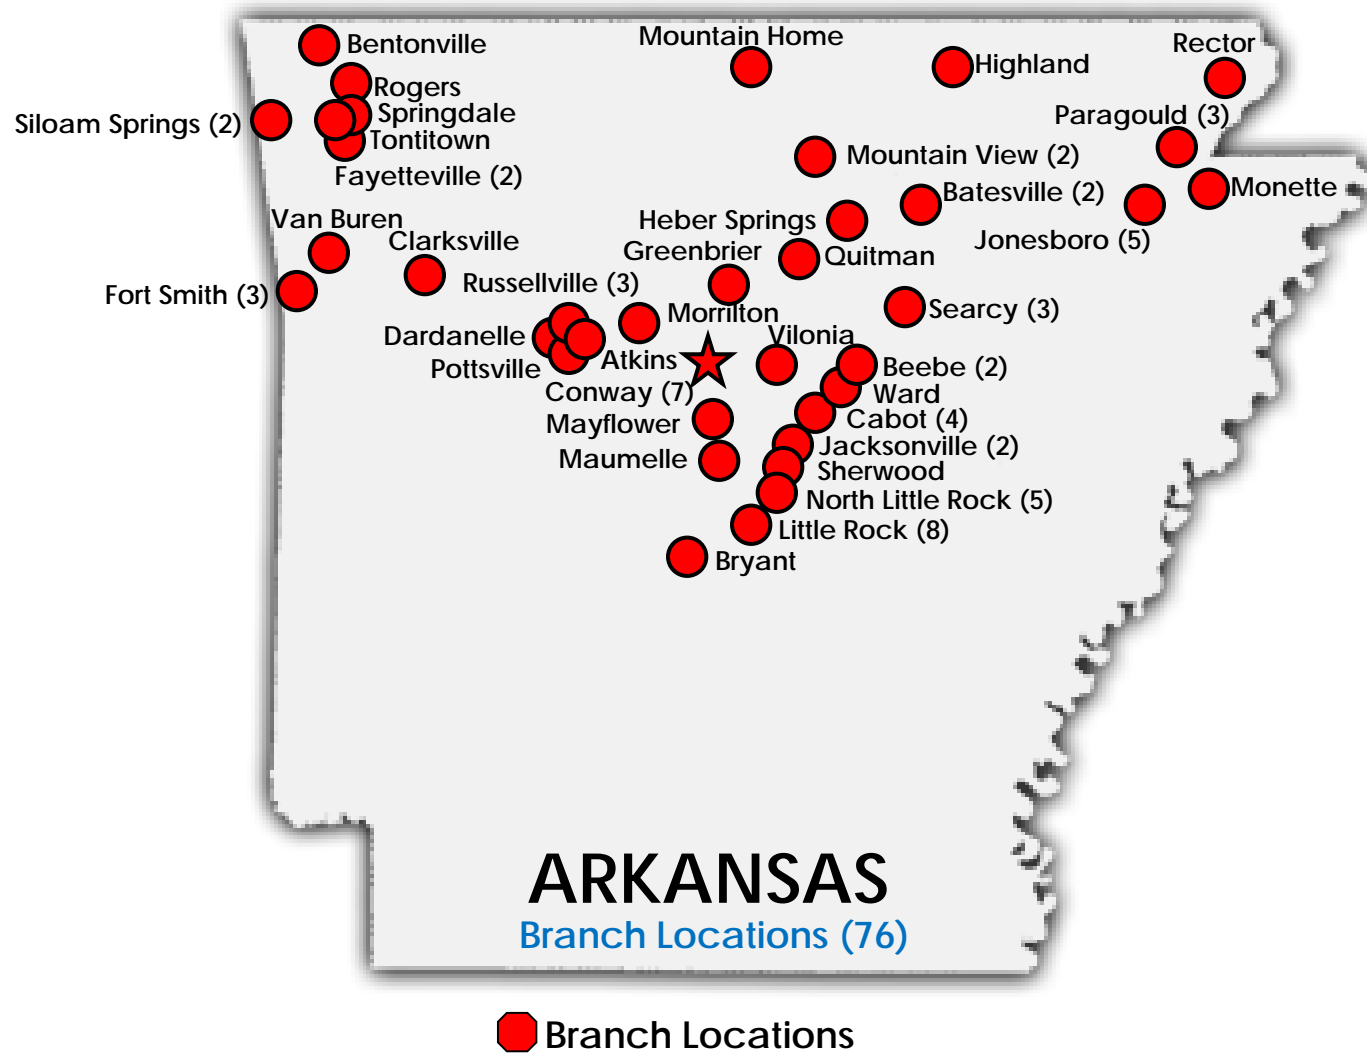 Mountain Home
Rector
Bentonville
Highland
Rogers
Springdale
Paragould (3)
Siloam Springs (2)
Tontitown
Mountain View (2)
Fayetteville (2)
Monette
Batesville (2)
Van Buren
Heber Springs
Clarksville
Jonesboro (5)
Greenbrier
Quitman
Russellville (3)
Fort Smith (3)
Searcy (3)
Morrilton
Dardanelle
Vilonia
Atkins
Pottsville
Beebe (2)
Conway (7)
Ward
Mayflower
Cabot (4)
Jacksonville (2)
Maumelle
Sherwood
North Little Rock (5)
Little Rock (8)
Bryant
ARKANSAS
Branch Locations (76)
Branch Locations